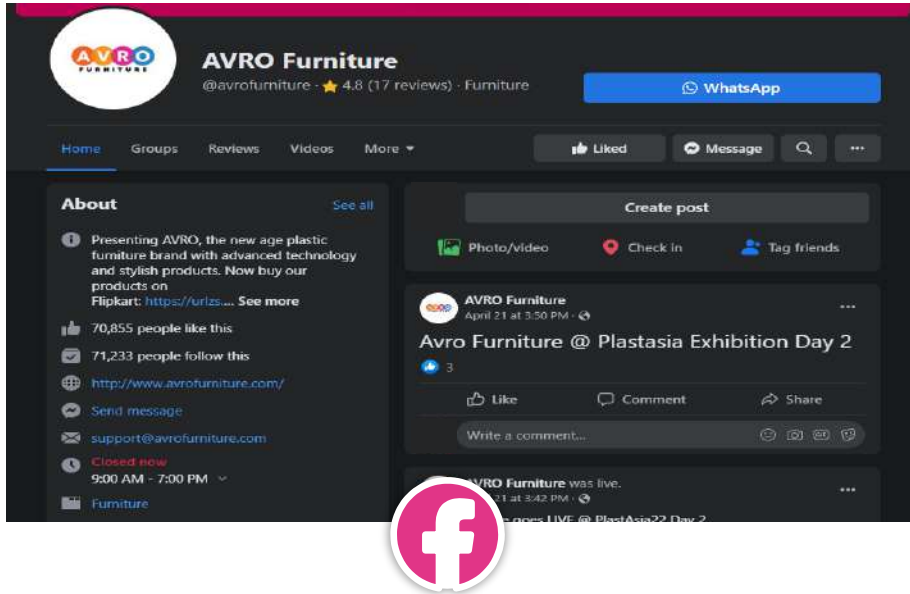 AVRO
FURNITURE
AVRO Furniture
@avrofurniture · 4.8 (17 reviews) · Furniture
WhatsApp
Home Groups Reviews Videos More
Liked Message
About See all
Presenting AVRO, the new age plastic
furniture brand with advanced technology
and stylish products. Now buy our
products on
Flipkart: https://urlzs.... See more
70,855 people like this
71,233 people follow this
http://www.avrofurniture.com/
Send message
support@avrofurniture.com
Closed now
9:00 AM - 7:00 PM
Furniture
Create post
Photo/video Check in Tag friends
AVRO Furniture
April 21 at 3:50 PM ·
Avro Furniture @ Plastasia Exhibition Day 2
3
Like Comment Share
Write a comment...
GIF
AVRO Furniture was live.
21 at 3:42 PM ·
goes LIVE @ PlastAsia22 Day 2